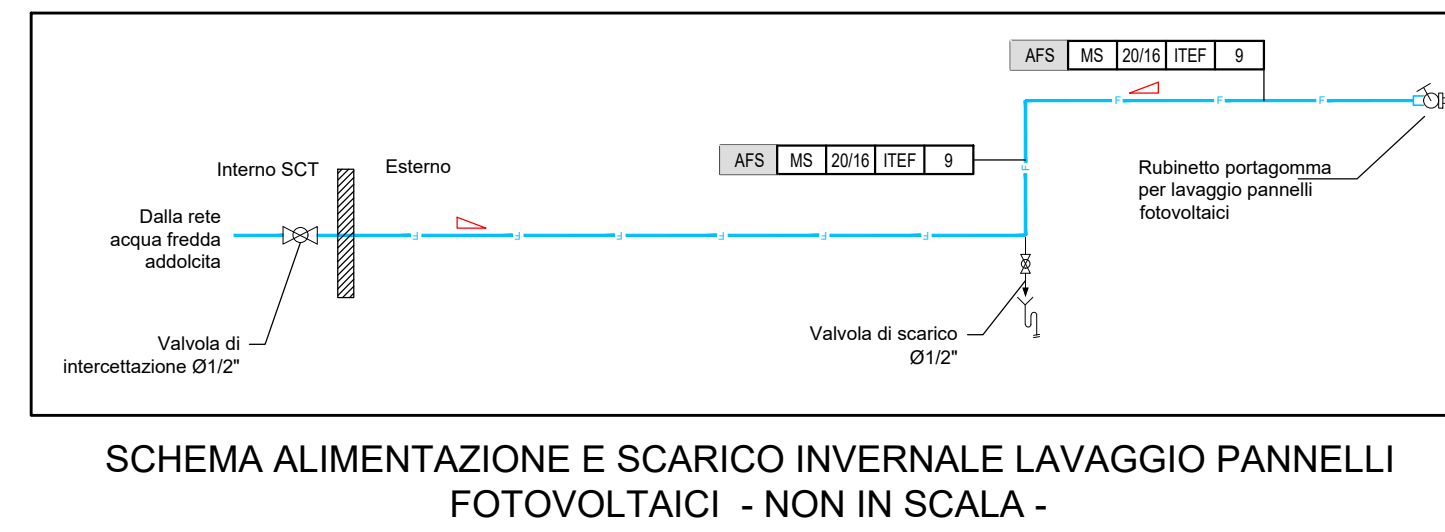 AFS MS 20/16 ITEF 9
F F F
AFS MS 20/16 ITEF 9
F
Interno SCT
Esterno
Rubinetto portagomma
per lavaggio pannelli
fotovoltaici
Dalla rete
acqua fredda
addolcita
F F F F F F
Valvola di
intercettazione Ø1/2"
Valvola di scarico
Ø1/2"
SCHEMA ALIMENTAZIONE E SCARICO INVERNALE LAVAGGIO PANNELLI
FOTOVOLTAICI - NON IN SCALA -